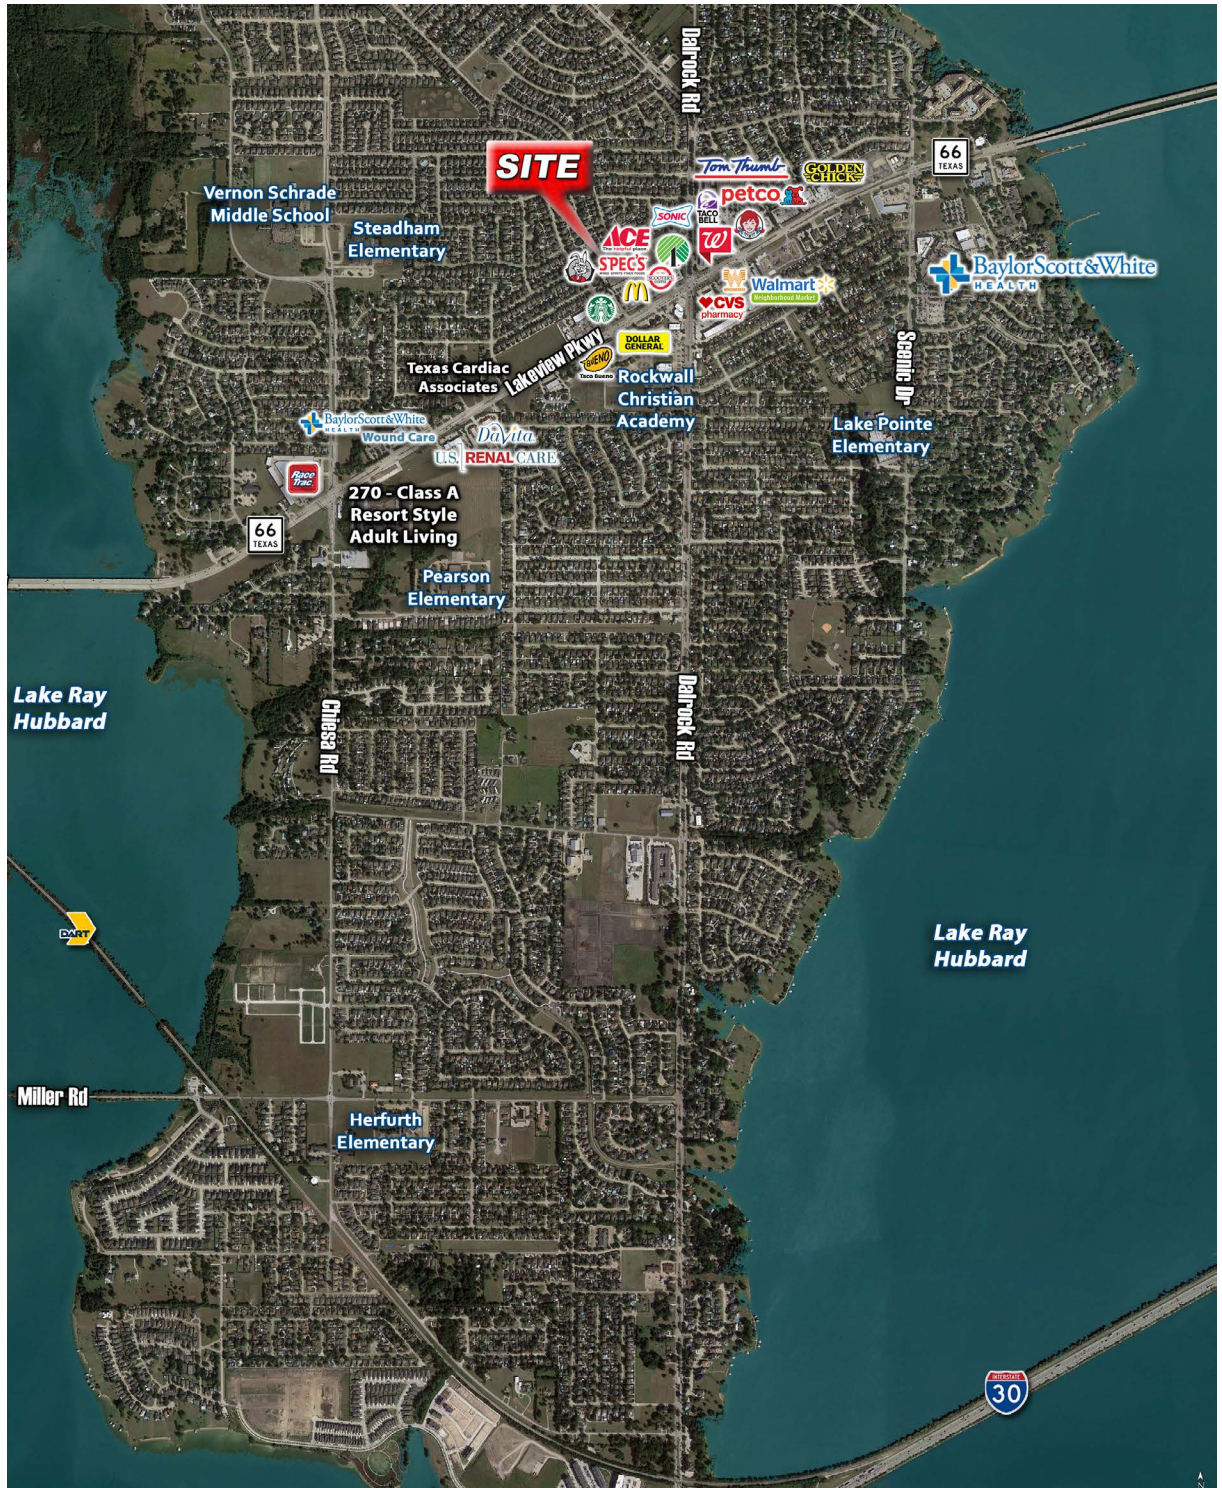 Dalrock Rd
66
TEXAS
SITE
Tom Thumb
GOLDEN
CHICK
petco
Vernon Schrade
Middle School
Steadham
Elementary
SONIC
TACO
BELL
ACE
The helpful place
SPEC'S
BaylorScott&White
HEALTH
Walmart
Neighborhood Market
CVS
pharmacy
DOLLAR
GENERAL
Lakeview Pkwy
BUENO
Taco Bueno
Texas Cardiac
Associates
Rockwall
Christian
Academy
Scenic Dr
Lake Pointe
Elementary
BaylorScott&White
HEALTH
Wound Care
DaVita
U.S. RENAL CARE
Race
Trac
270 - Class A
Resort Style
Adult Living
66
TEXAS
Pearson
Elementary
Lake Ray
Hubbard
Chiesa Rd
Dalrock Rd
DART
Lake Ray
Hubbard
Miller Rd
Herfurth
Elementary
INTERSTATE
30
N